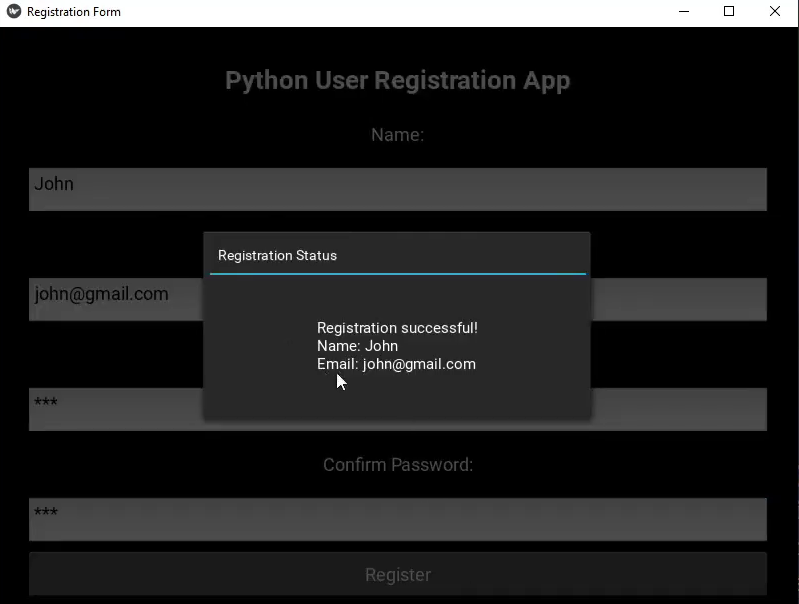 Registration Form
Python User Registration App
Name:
John
Registration Status
john@gmail.com
Registration successful!
Name: John
Email: john@gmail.com
***
Confirm Password:
***
Register